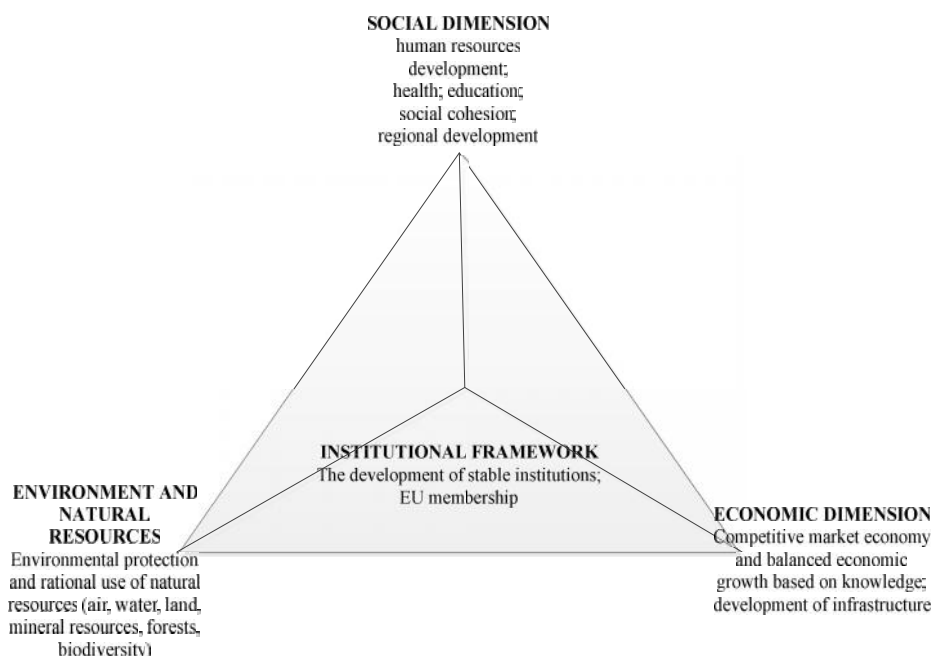 SOCIAL DIMENSION
human resources
development;
health; education;
social cohesion;
regional development
INSTITUTIONAL FRAMEWORK
The development of stable institutions;
EU membership
ENVIRONMENT AND
NATURAL
RESOURCES
Environmental protection
and rational use of natural
resources (air, water, land,
mineral resources, forests,
biodiversity)
ECONOMIC DIMENSION
Competitive market economy
and balanced economic
growth based on knowledge;
development of infrastructure